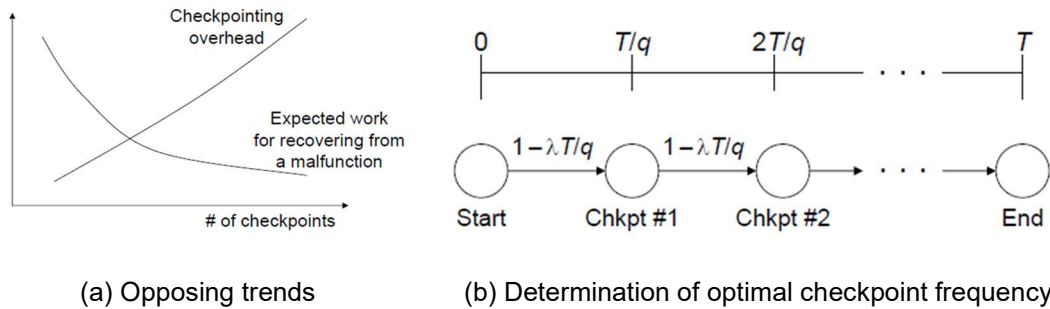 Checkpointing
overhead
Expected work
for recovering from
a malfunction
# of checkpoints
(a) Opposing trends
0 T/q 2T/q T
. . .
1 – λT/q 1 – λT/q
. . .
Start Chkpt #1 Chkpt #2 End
(b) Determination of optimal checkpoint frequency